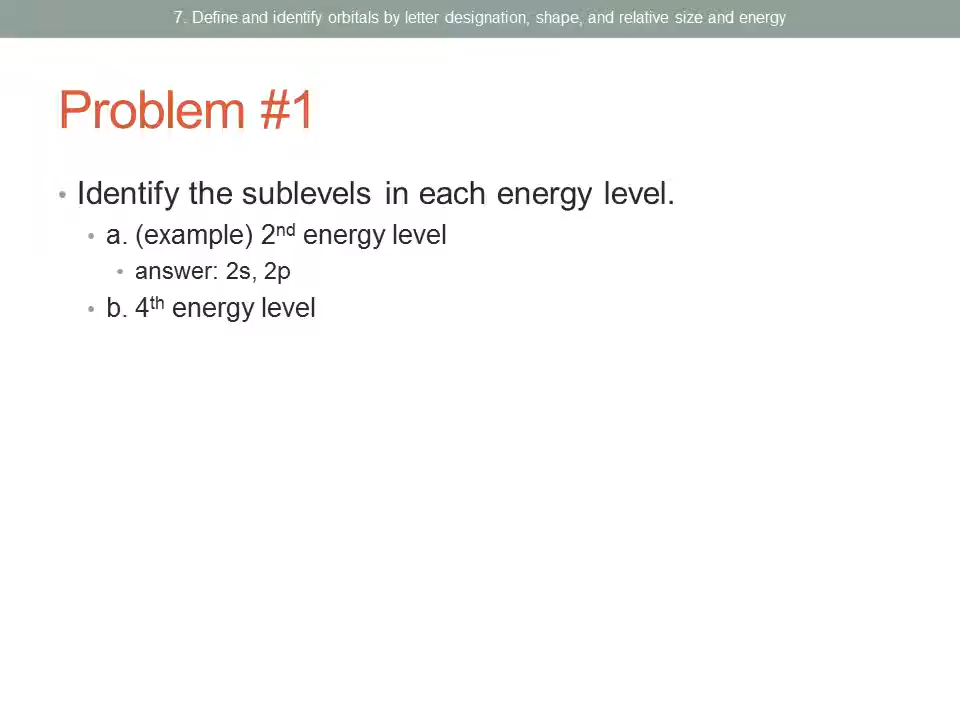 7. Define and identify orbitals by letter designation, shape, and relative size and energy
Problem #1
• Identify the sublevels in each energy level.
• a. (example) 2nd energy level
• answer: 2s, 2p
• b. 4th energy level